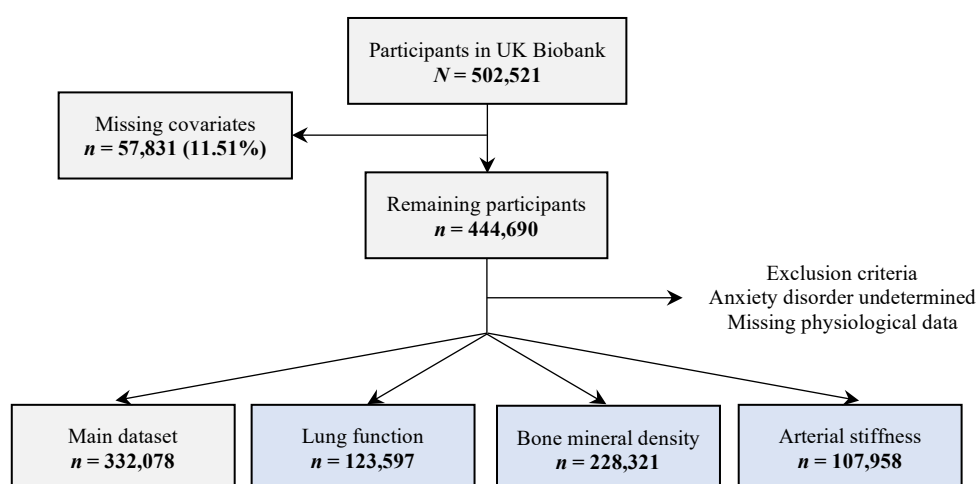 Participants in UK Biobank
N = 502,521
Missing covariates
n = 57,831 (11.51%)
Remaining participants
n = 444,690
Exclusion criteria
Anxiety disorder undetermined
Missing physiological data
Main dataset
n = 332,078
Lung function
n = 123,597
Bone mineral density
n = 228,321
Arterial stiffness
n = 107,958